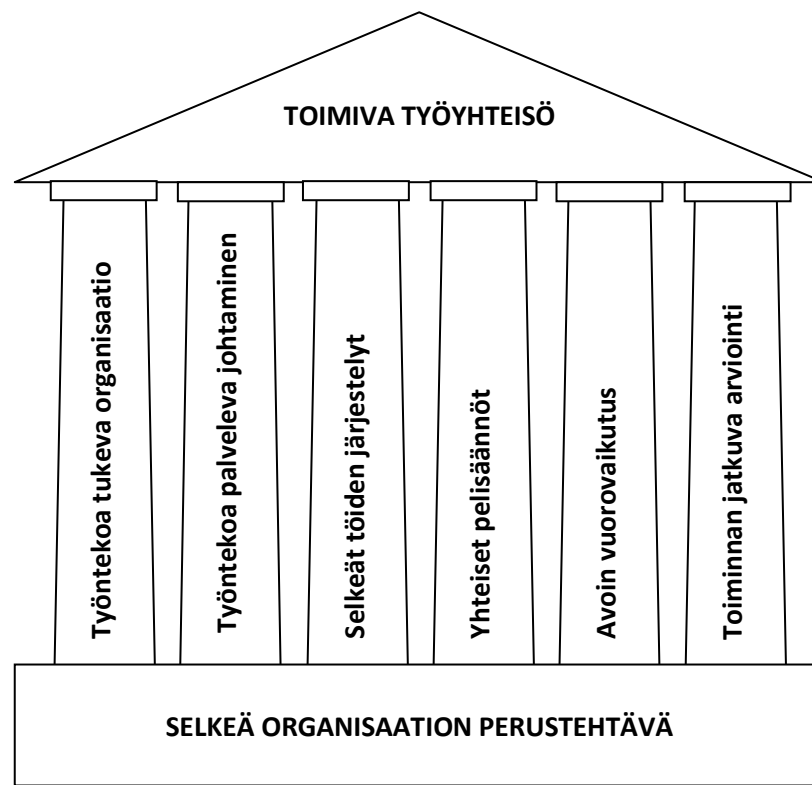 TOIMIVA TYÖYHTEISÖ
Työntekoa tukeva organisaatio
Työntekoa palveleva johtaminen
Selkeät töiden järjestelyt
Yhteiset pelisäännöt
Avoin vuorovaikutus
Toiminnan jatkuva arviointi
SELKEÄ ORGANISAATION PERUSTEHTÄVÄ